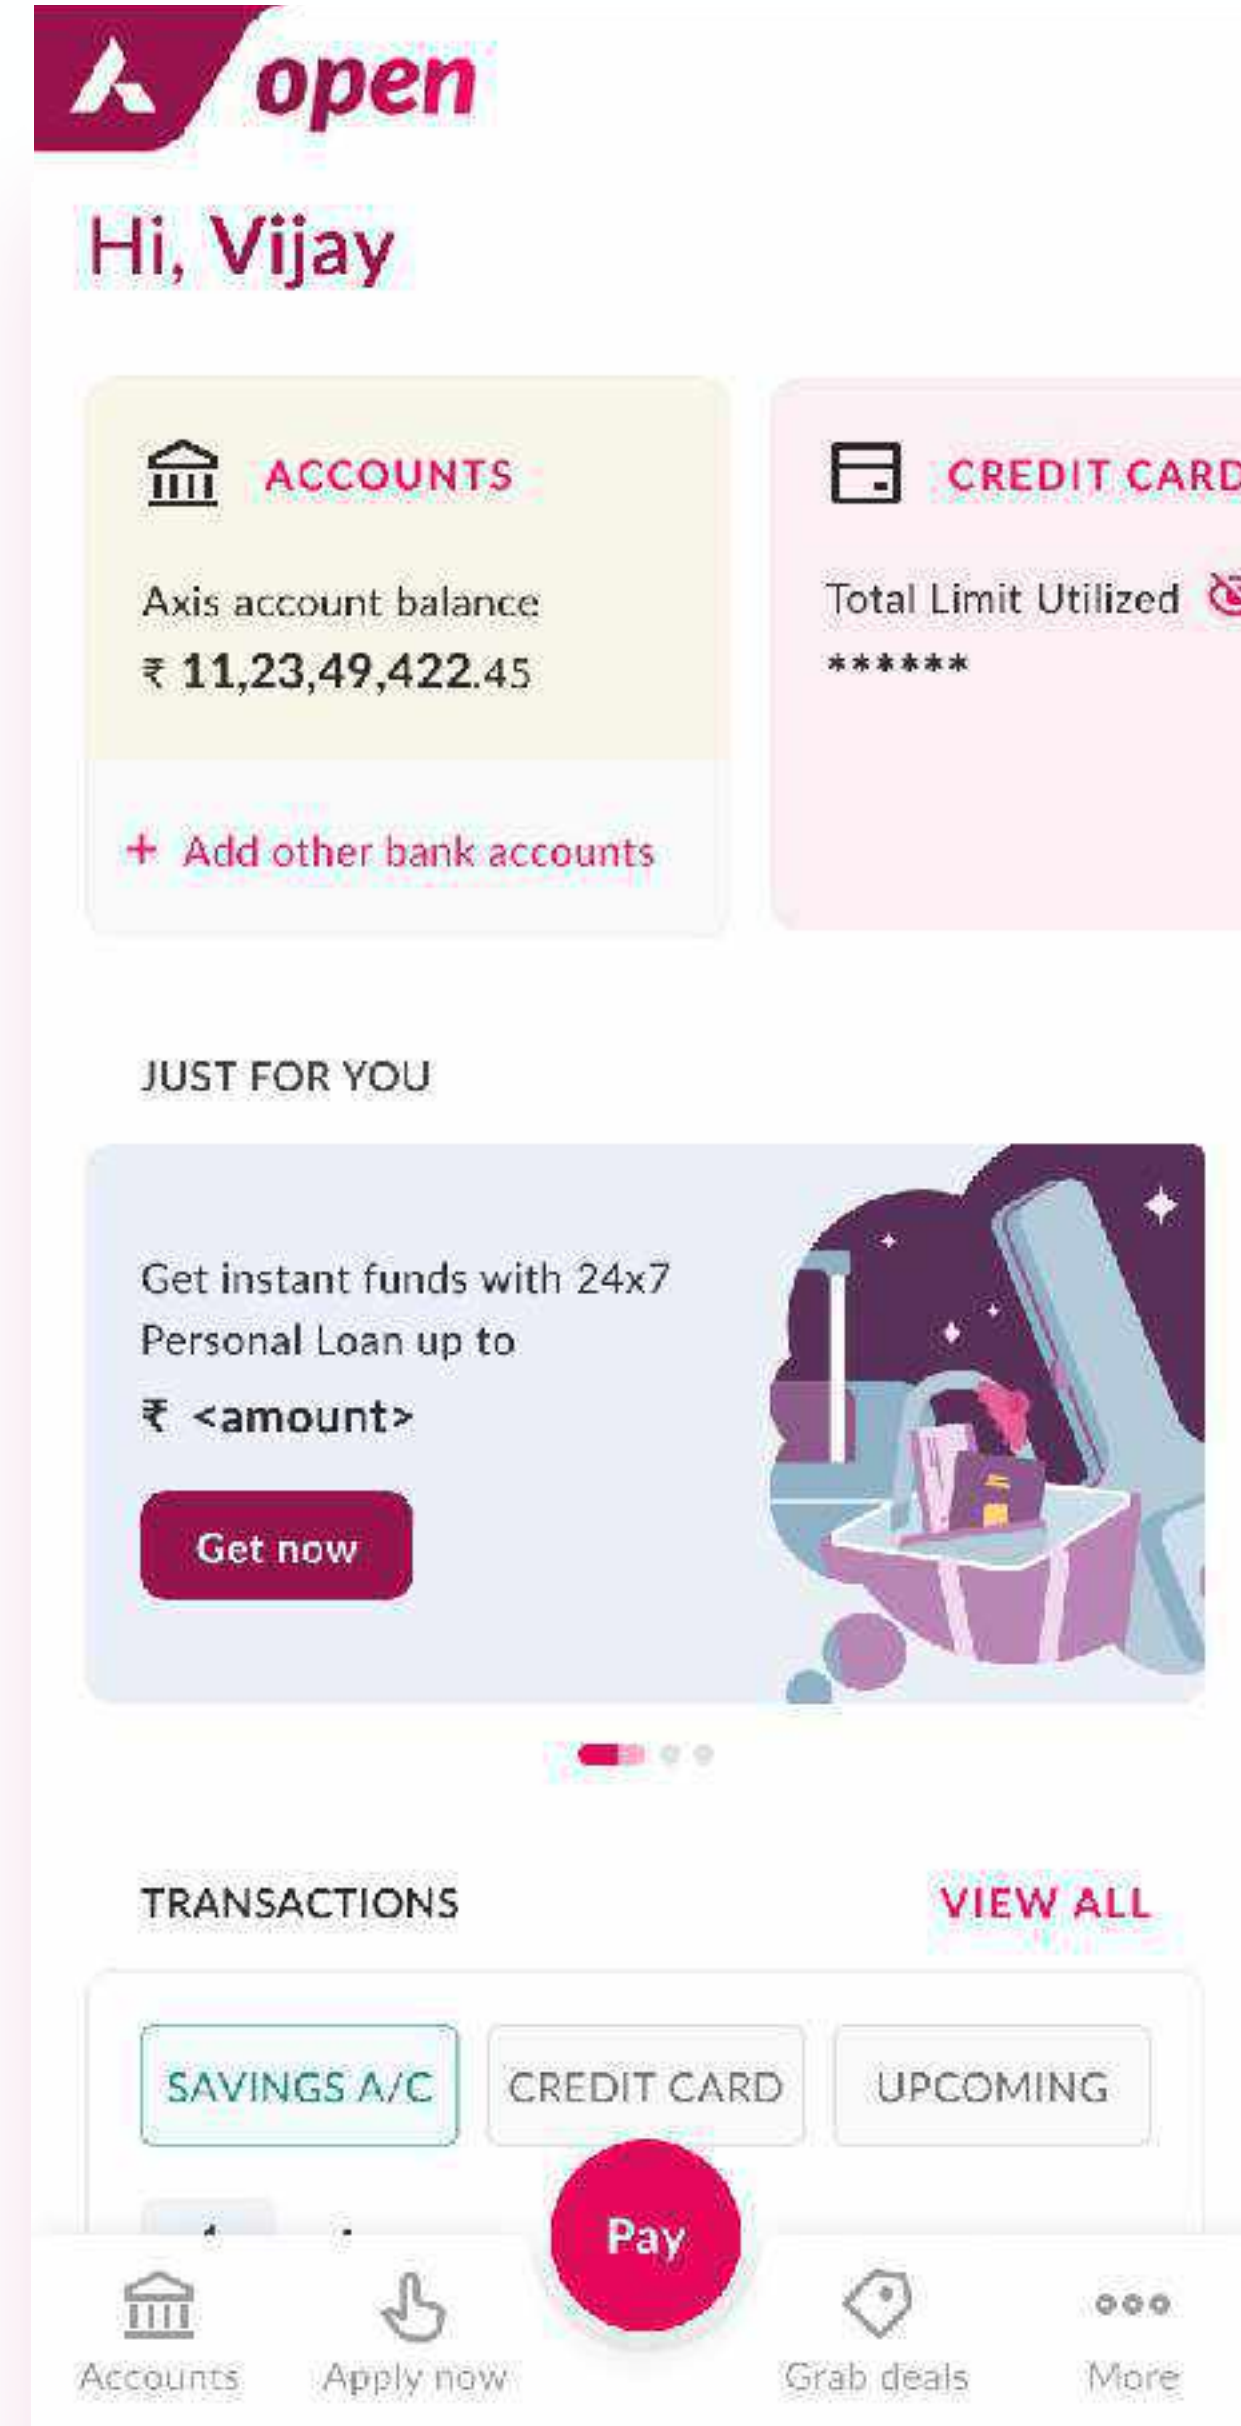 open
Hi, Vijay
ACCOUNTS
Axis account balance
₹ 11,23,49,422.45
+ Add other bank accounts
CREDIT CARD
Total Limit Utilized
******
JUST FOR YOU
Get instant funds with 24x7
Personal Loan up to
₹ <amount>
Get now
TRANSACTIONS
VIEW ALL
SAVINGS A/C
CREDIT CARD
UPCOMING
Pay
Accounts
Apply now
Grab deals
More